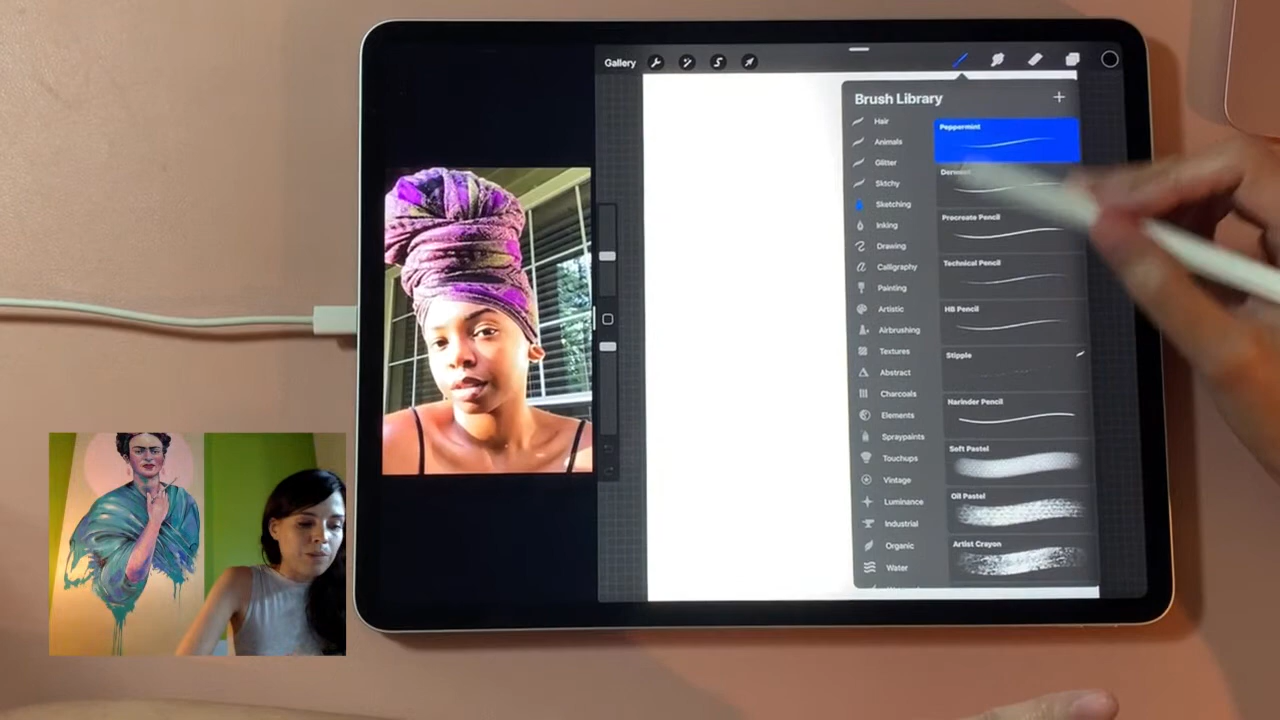 Gallery
Brush Library
Hair
Animals
Glitter
Sktchy
Sketching
Inking
Drawing
Calligraphy
Painting
Artistic
Airbrushing
Textures
Abstract
Charcoals
Elements
Spraypaints
Touchups
Vintage
Luminance
Industrial
Organic
Water
Peppermint
Procreate Pencil
Technical Pencil
HB Pencil
Stipple
Harinder Pencil
Soft Pastel
Oil Pastel
Artist Crayon